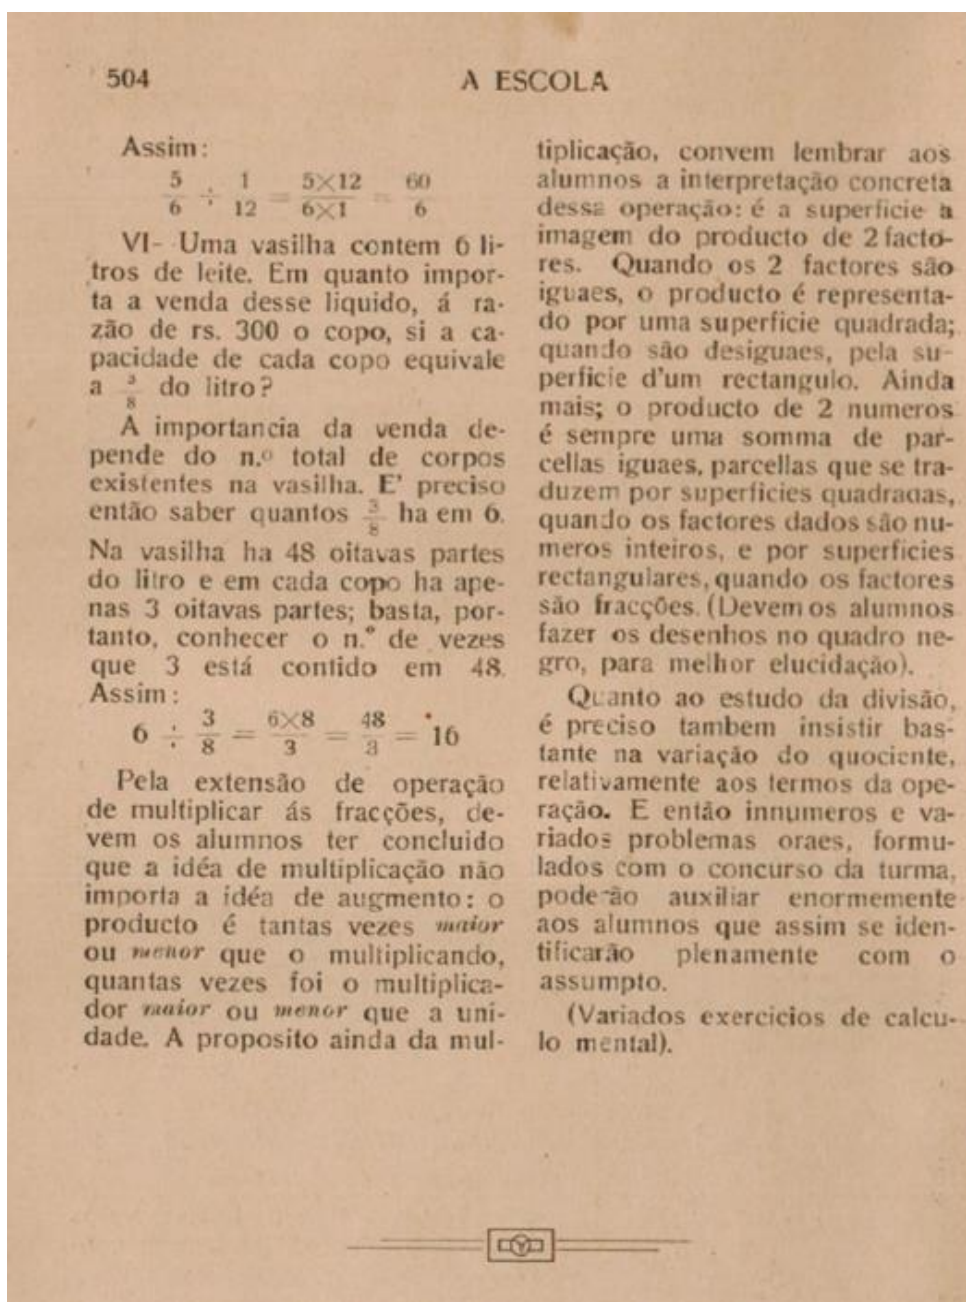 504
A ESCOLA
Assim:
5/6 ÷ 1/12 = 5×12/6×1 = 60/6
VI- Uma vasilha contem 6 li-
tros de leite. Em quanto impor-
ta a venda desse liquido, á ra-
zão de rs. 300 o copo, si a ca-
pacidade de cada copo equivale
a 3/8 do litro?
A importancia da venda de-
pende do n.º total de corpos
existentes na vasilha. E' preciso
então saber quantos 3/8 ha em 6.
Na vasilha ha 48 oitavas partes
do litro e em cada copo ha ape-
nas 3 oitavas partes; basta, por-
tanto, conhecer o n.º de vezes
que 3 está contido em 48.
Assim:
6 ÷ 3/8 = 6×8/3 = 48/3 = 16
Pela extensão de operação
de multiplicar ás fracções, de-
vem os alumnos ter concluido
que a idéa de multiplicação não
importa a idéa de augmento: o
producto é tantas vezes maior
ou menor que o multiplicando,
quantas vezes foi o multiplica-
dor maior ou menor que a uni-
dade. A proposito ainda da mul-
tiplicação, convem lembrar aos
alumnos a interpretação concreta
dessa operação: é a superficie a
imagem do producto de 2 facto-
res. Quando os 2 factores são
iguaes, o producto é representa-
do por uma superficie quadrada;
quando são desiguaes, pela su-
perficie d'um rectangulo. Ainda
mais; o producto de 2 numeros
é sempre uma somma de par-
cellas iguaes, parcellas que se tra-
duzem por superficies quadradas,
quando os factores dados são nu-
meros inteiros, e por superficies
rectangulares, quando os factores
são fracções. (Devem os alumnos
fazer os desenhos no quadro ne-
gro, para melhor elucidação).
Quanto ao estudo da divisão,
é preciso tambem insistir bas-
tante na variação do quociente,
relativamente aos termos da ope-
ração. E então innumeros e va-
riados problemas oraes, formu-
lados com o concurso da turma,
poderão auxiliar enormemente
aos alumnos que assim se iden-
tificarão plenamente com o
assumpto.
(Variados exercicios de calcu-
lo mental).